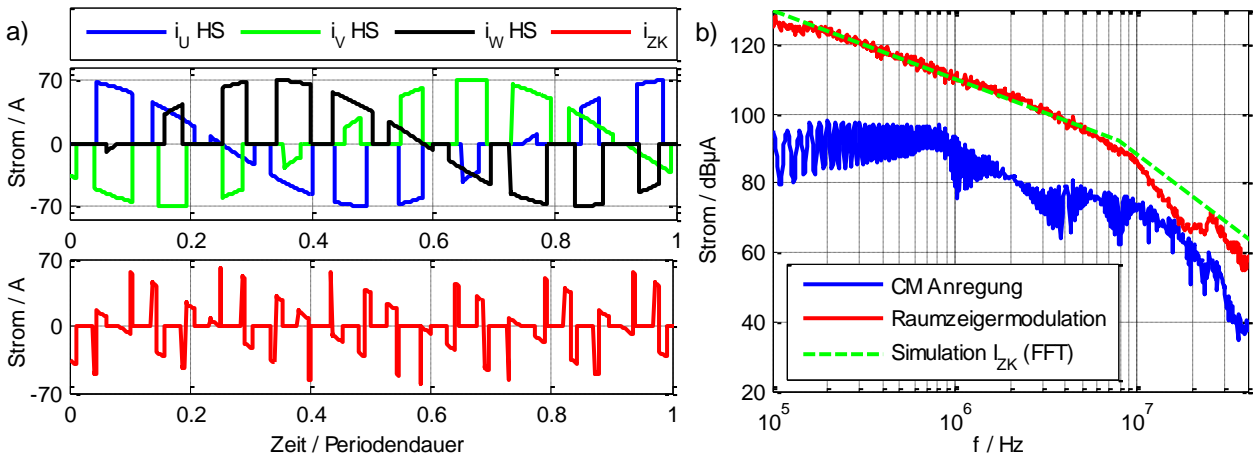 a)
i_U HS
i_V HS
i_W HS
i_ZK
Strom / A
70
0
-70
0
0.2
0.4
0.6
0.8
1
Strom / A
70
0
-70
0
0.2
0.4
0.6
0.8
1
Zeit / Periodendauer
b)
Strom / dBµA
120
100
80
60
40
20
10^5
10^6
10^7
f / Hz
CM Anregung
Raumzeigermodulation
Simulation I_ZK (FFT)